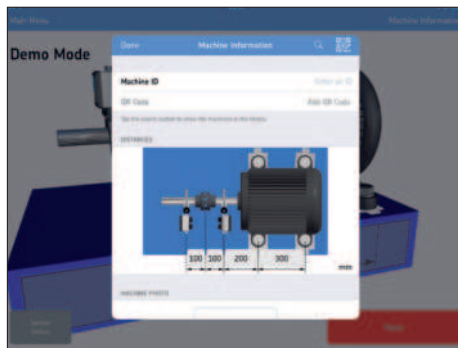 Main Menu
Machine Information
Demo Mode
Done
Machine Information
Machine ID
Enter an ID
QR Code
Add QR Code
DISTANCES
100 100 200 300
mm
MACHINE PHOTO